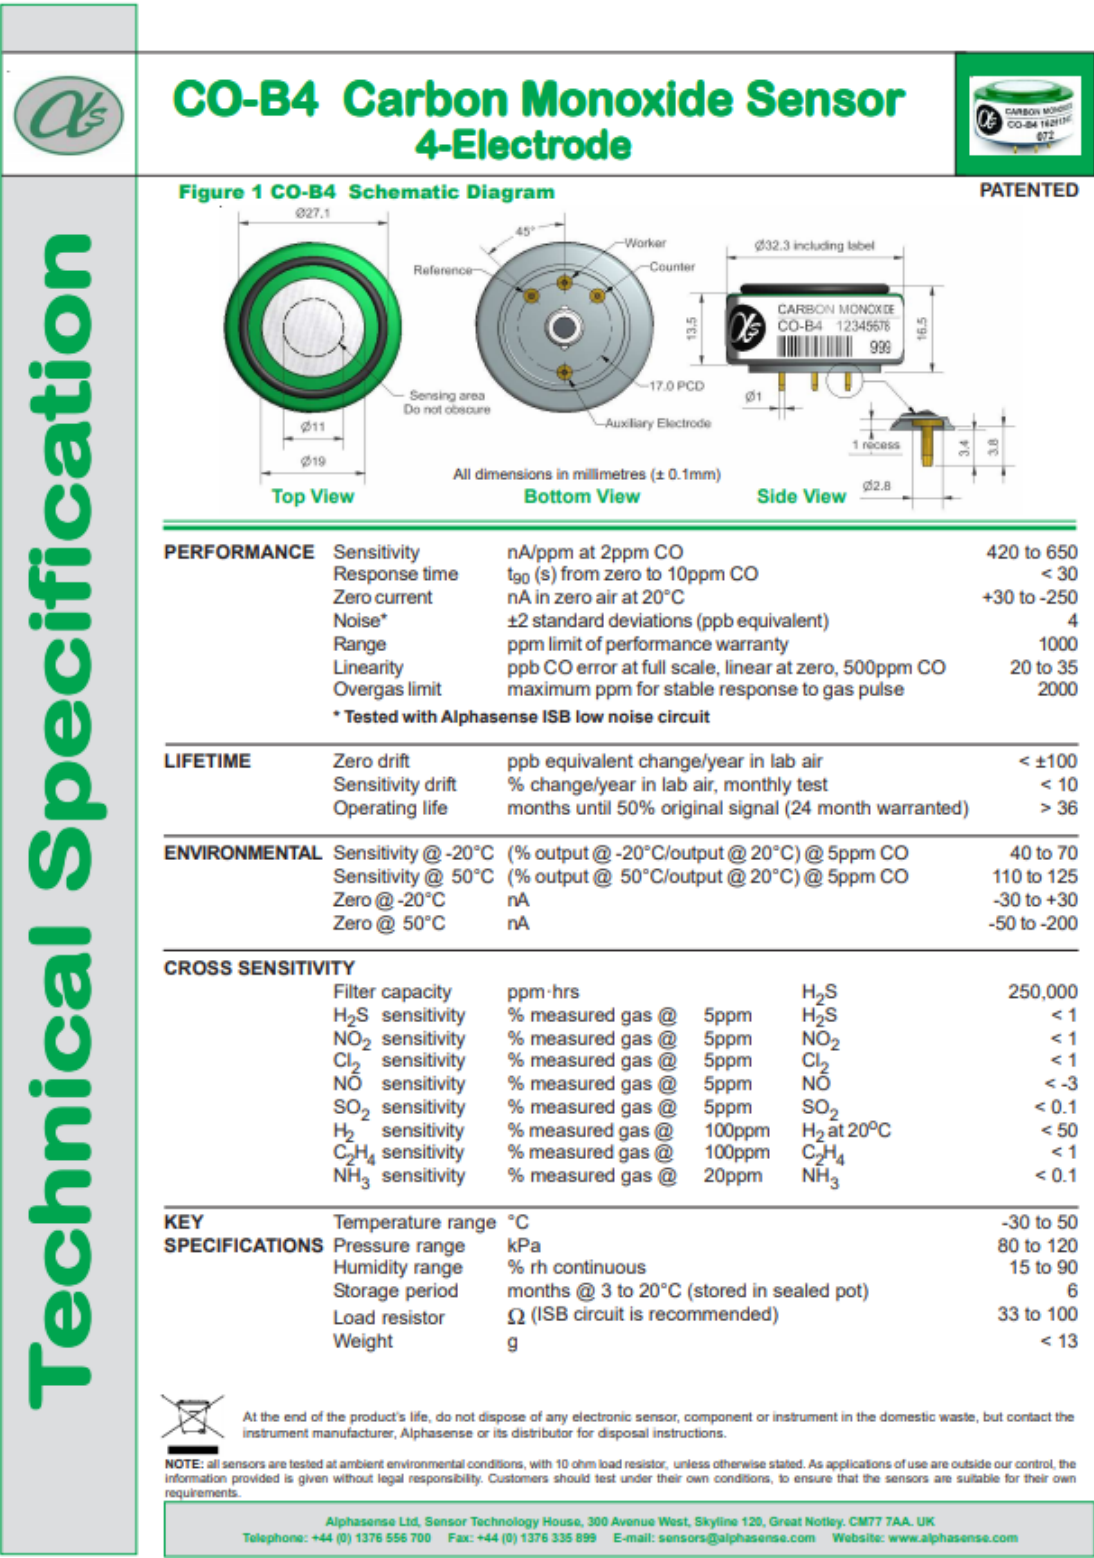 CO-B4 Carbon Monoxide Sensor
4-Electrode
CARBON MONOXIDE
CO-B4
072
PATENTED
Technical Specification
Figure 1 CO-B4 Schematic Diagram
Ø27.1
Sensing area
Do not obscure
Ø11
Ø19
Top View
45°
Worker
Reference
Counter
17.0 PCD
Auxiliary Electrode
All dimensions in millimetres (± 0.1mm)
Bottom View
Ø32.3 including label
CARBON MONOXIDE
CO-B4 12345678
999
13.5
16.5
Ø1
1 recess
3.4
3.8
Ø2.8
Side View
PERFORMANCE Sensitivity nA/ppm at 2ppm CO 420 to 650
Response time t90 (s) from zero to 10ppm CO < 30
Zero current nA in zero air at 20°C +30 to -250
Noise* ±2 standard deviations (ppb equivalent) 4
Range ppm limit of performance warranty 1000
Linearity ppb CO error at full scale, linear at zero, 500ppm CO 20 to 35
Overgas limit maximum ppm for stable response to gas pulse 2000
* Tested with Alphasense ISB low noise circuit
LIFETIME Zero drift ppb equivalent change/year in lab air < ±100
Sensitivity drift % change/year in lab air, monthly test < 10
Operating life months until 50% original signal (24 month warranted) > 36
ENVIRONMENTAL Sensitivity @ -20°C (% output @ -20°C/output @ 20°C) @ 5ppm CO 40 to 70
Sensitivity @ 50°C (% output @ 50°C/output @ 20°C) @ 5ppm CO 110 to 125
Zero @ -20°C nA -30 to +30
Zero @ 50°C nA -50 to -200
CROSS SENSITIVITY
Filter capacity ppm·hrs H2S 250,000
H2S sensitivity % measured gas @ 5ppm H2S < 1
NO2 sensitivity % measured gas @ 5ppm NO2 < 1
Cl2 sensitivity % measured gas @ 5ppm Cl2 < 1
NO sensitivity % measured gas @ 5ppm NO < -3
SO2 sensitivity % measured gas @ 5ppm SO2 < 0.1
H2 sensitivity % measured gas @ 100ppm H2 at 20°C < 50
C2H4 sensitivity % measured gas @ 100ppm C2H4 < 1
NH3 sensitivity % measured gas @ 20ppm NH3 < 0.1
KEY Temperature range °C -30 to 50
SPECIFICATIONS Pressure range kPa 80 to 120
Humidity range % rh continuous 15 to 90
Storage period months @ 3 to 20°C (stored in sealed pot) 6
Load resistor Ω (ISB circuit is recommended) 33 to 100
Weight g < 13
At the end of the product's life, do not dispose of any electronic sensor, component or instrument in the domestic waste, but contact the
instrument manufacturer, Alphasense or its distributor for disposal instructions.
NOTE: all sensors are tested at ambient environmental conditions, with 10 ohm load resistor, unless otherwise stated. As applications of use are outside our control, the
information provided is given without legal responsibility. Customers should test under their own conditions, to ensure that the sensors are suitable for their own
requirements.
Alphasense Ltd, Sensor Technology House, 300 Avenue West, Skyline 120, Great Notley. CM77 7AA. UK
Telephone: +44 (0) 1376 556 700 Fax: +44 (0) 1376 335 899 E-mail: sensors@alphasense.com Website: www.alphasense.com